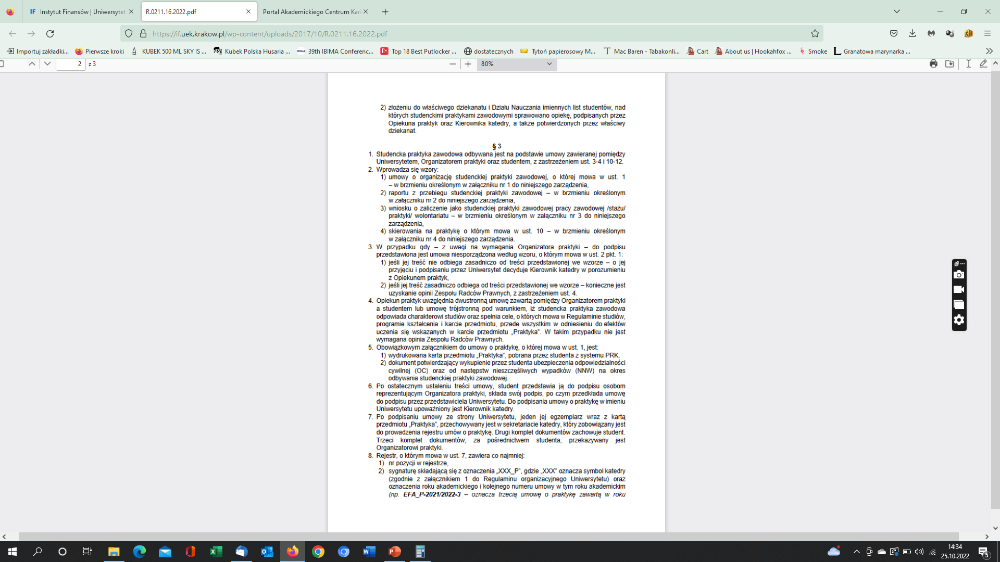 Instytut Finansów | Uniwersytet
R.0211.16.2022.pdf
Portal Akademickiego Centrum Kari
https://if.uek.krakow.pl/wp-content/uploads/2017/10/R.0211.16.2022.pdf
Importuj zakładki...
Pierwsze kroki
KUBEK 500 ML SKY IS ...
Kubek Polska Husaria ...
39th IBIMA Conferenc...
Top 18 Best Putlocker ...
dostatecznych
Tytoń papierosowy M...
Mac Baren - Tabakonli...
Cart
About us | Hookahfox ...
Smoke
Granatowa marynarka ...
2 z 3
80%
2) złożeniu do właściwego dziekanatu i Działu Nauczania imiennych list studentów, nad
których studenckimi praktykami zawodowymi sprawowano opiekę, podpisanych przez
Opiekuna praktyk oraz Kierownika katedry, a także potwierdzonych przez właściwy
dziekanat.
§ 3
1. Studencka praktyka zawodowa odbywana jest na podstawie umowy zawieranej pomiędzy
Uniwersytetem, Organizatorem praktyki oraz studentem, z zastrzeżeniem ust. 3-4 i 10-12.
2. Wprowadza się wzory:
1) umowy o organizację studenckiej praktyki zawodowej, o której mowa w ust. 1
– w brzmieniu określonym w załączniku nr 1 do niniejszego zarządzenia,
2) raportu z przebiegu studenckiej praktyki zawodowej – w brzmieniu określonym
w załączniku nr 2 do niniejszego zarządzenia,
3) wniosku o zaliczenie jako studenckiej praktyki zawodowej pracy zawodowej /stażu/
praktyki/ wolontariatu – w brzmieniu określonym w załączniku nr 3 do niniejszego
zarządzenia,
4) skierowania na praktykę o którym mowa w ust. 10 – w brzmieniu określonym
w załączniku nr 4 do niniejszego zarządzenia.
3. W przypadku gdy – z uwagi na wymagania Organizatora praktyki – do podpisu
przedstawiona jest umowa niesporządzona według wzoru, o którym mowa w ust. 2 pkt. 1:
1) jeśli jej treść nie odbiega zasadniczo od treści przedstawionej we wzorze – o jej
przyjęciu i podpisaniu przez Uniwersytet decyduje Kierownik katedry w porozumieniu
z Opiekunem praktyk,
2) jeśli jej treść zasadniczo odbiega od treści przedstawionej we wzorze – konieczne jest
uzyskanie opinii Zespołu Radców Prawnych, z zastrzeżeniem ust. 4.
4. Opiekun praktyk uwzględnia dwustronną umowę zawartą pomiędzy Organizatorem praktyki
a studentem lub umowę trójstronną pod warunkiem, iż studencka praktyka zawodowa
odpowiada charakterowi studiów oraz spełnia cele, o których mowa w Regulaminie studiów,
programie kształcenia i karcie przedmiotu, przede wszystkim w odniesieniu do efektów
uczenia się wskazanych w karcie przedmiotu „Praktyka”. W takim przypadku nie jest
wymagana opinia Zespołu Radców Prawnych.
5. Obowiązkowym załącznikiem do umowy o praktykę, o której mowa w ust. 1, jest:
1) wydrukowana karta przedmiotu „Praktyka”, pobrana przez studenta z systemu PRK,
2) dokument potwierdzający wykupienie przez studenta ubezpieczenia odpowiedzialności
cywilnej (OC) oraz od następstw nieszczęśliwych wypadków (NNW) na okres
odbywania studenckiej praktyki zawodowej.
6. Po ostatecznym ustaleniu treści umowy, student przedstawia ją do podpisu osobom
reprezentującym Organizatora praktyki, składa swój podpis, po czym przedkłada umowę
do podpisu przez przedstawiciela Uniwersytetu. Do podpisania umowy o praktykę w imieniu
Uniwersytetu upoważniony jest Kierownik katedry.
7. Po podpisaniu umowy ze strony Uniwersytetu, jeden jej egzemplarz wraz z kartą
przedmiotu „Praktyka”, przechowywany jest w sekretariacie katedry, który zobowiązany jest
do prowadzenia rejestru umów o praktykę. Drugi komplet dokumentów zachowuje student.
Trzeci komplet dokumentów, za pośrednictwem studenta, przekazywany jest
Organizatorowi praktyki.
8. Rejestr, o którym mowa w ust. 7, zawiera co najmniej:
1) nr pozycji w rejestrze,
2) sygnaturę składającą się z oznaczenia „XXX_P”, gdzie „XXX” oznacza symbol katedry
(zgodnie z załącznikiem 1 do Regulaminu organizacyjnego Uniwersytetu) oraz
oznaczenia roku akademickiego i kolejnego numeru umowy w tym roku akademickim
(np. EFA_P-2021/2022-3 – oznacza trzecią umowę o praktykę zawartą w roku
14:34
25.10.2022
5